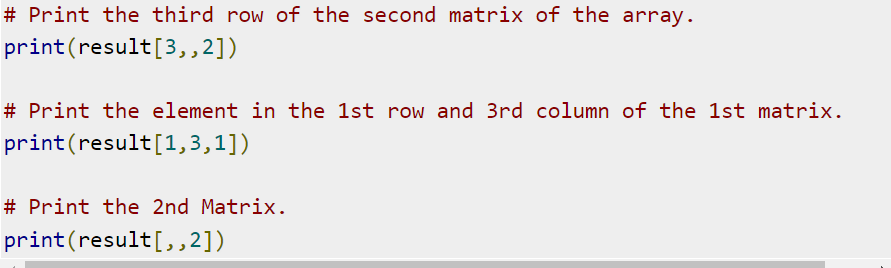 # Print the third row of the second matrix of the array.
print(result[3,,2])
# Print the element in the 1st row and 3rd column of the 1st matrix.
print(result[1,3,1])
# Print the 2nd Matrix.
print(result[,,2])